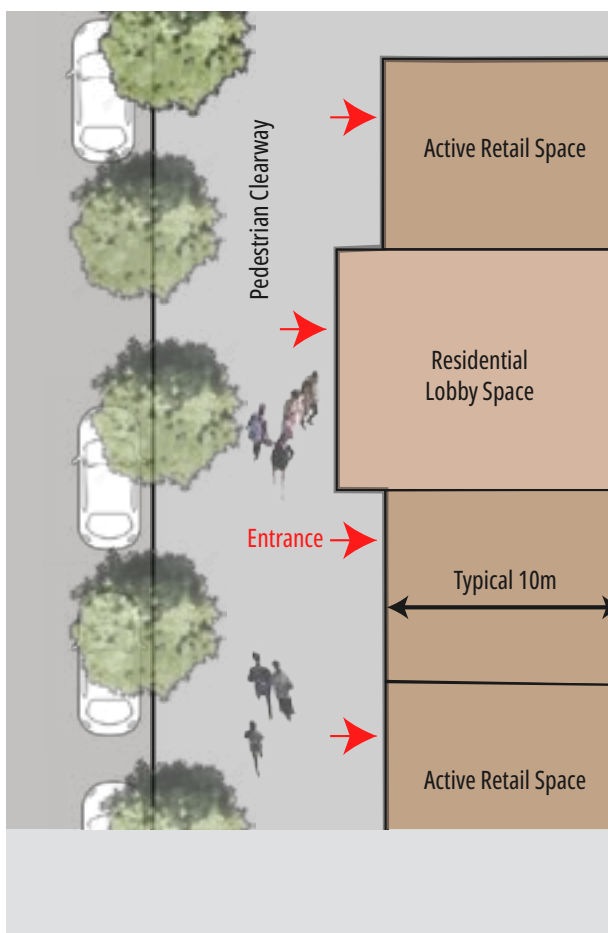 Pedestrian Clearway
Active Retail Space
Residential
Lobby Space
Entrance
Typical 10m
Active Retail Space